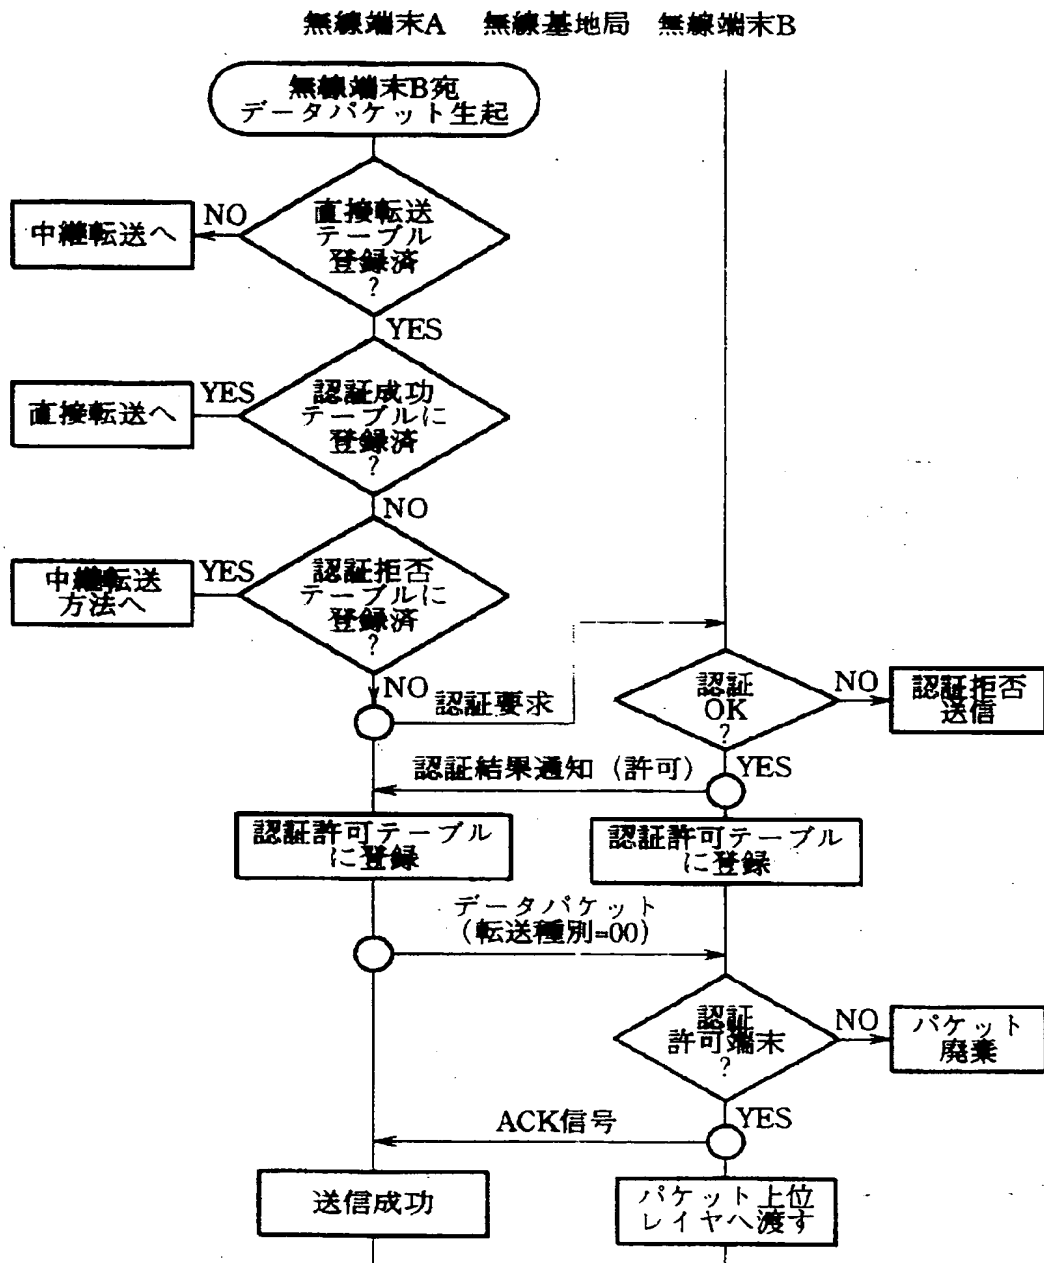 無線端末A 無線基地局 無線端末B
無線端末B宛
データパケット生起
直接転送
テーブル
登録済
?
NO
中継転送へ
YES
認証成功
テーブルに
登録済
?
YES
直接転送へ
NO
認証拒否
テーブルに
登録済
?
YES
中継転送
方法へ
NO
認証要求
認証
OK
?
NO
認証拒否
送信
YES
認証結果通知(許可)
認証許可テーブル
に登録
認証許可テーブル
に登録
データパケット
(転送種別=00)
認証
許可端末
?
NO
パケット
廃棄
YES
ACK信号
送信成功
パケット上位
レイヤへ渡す